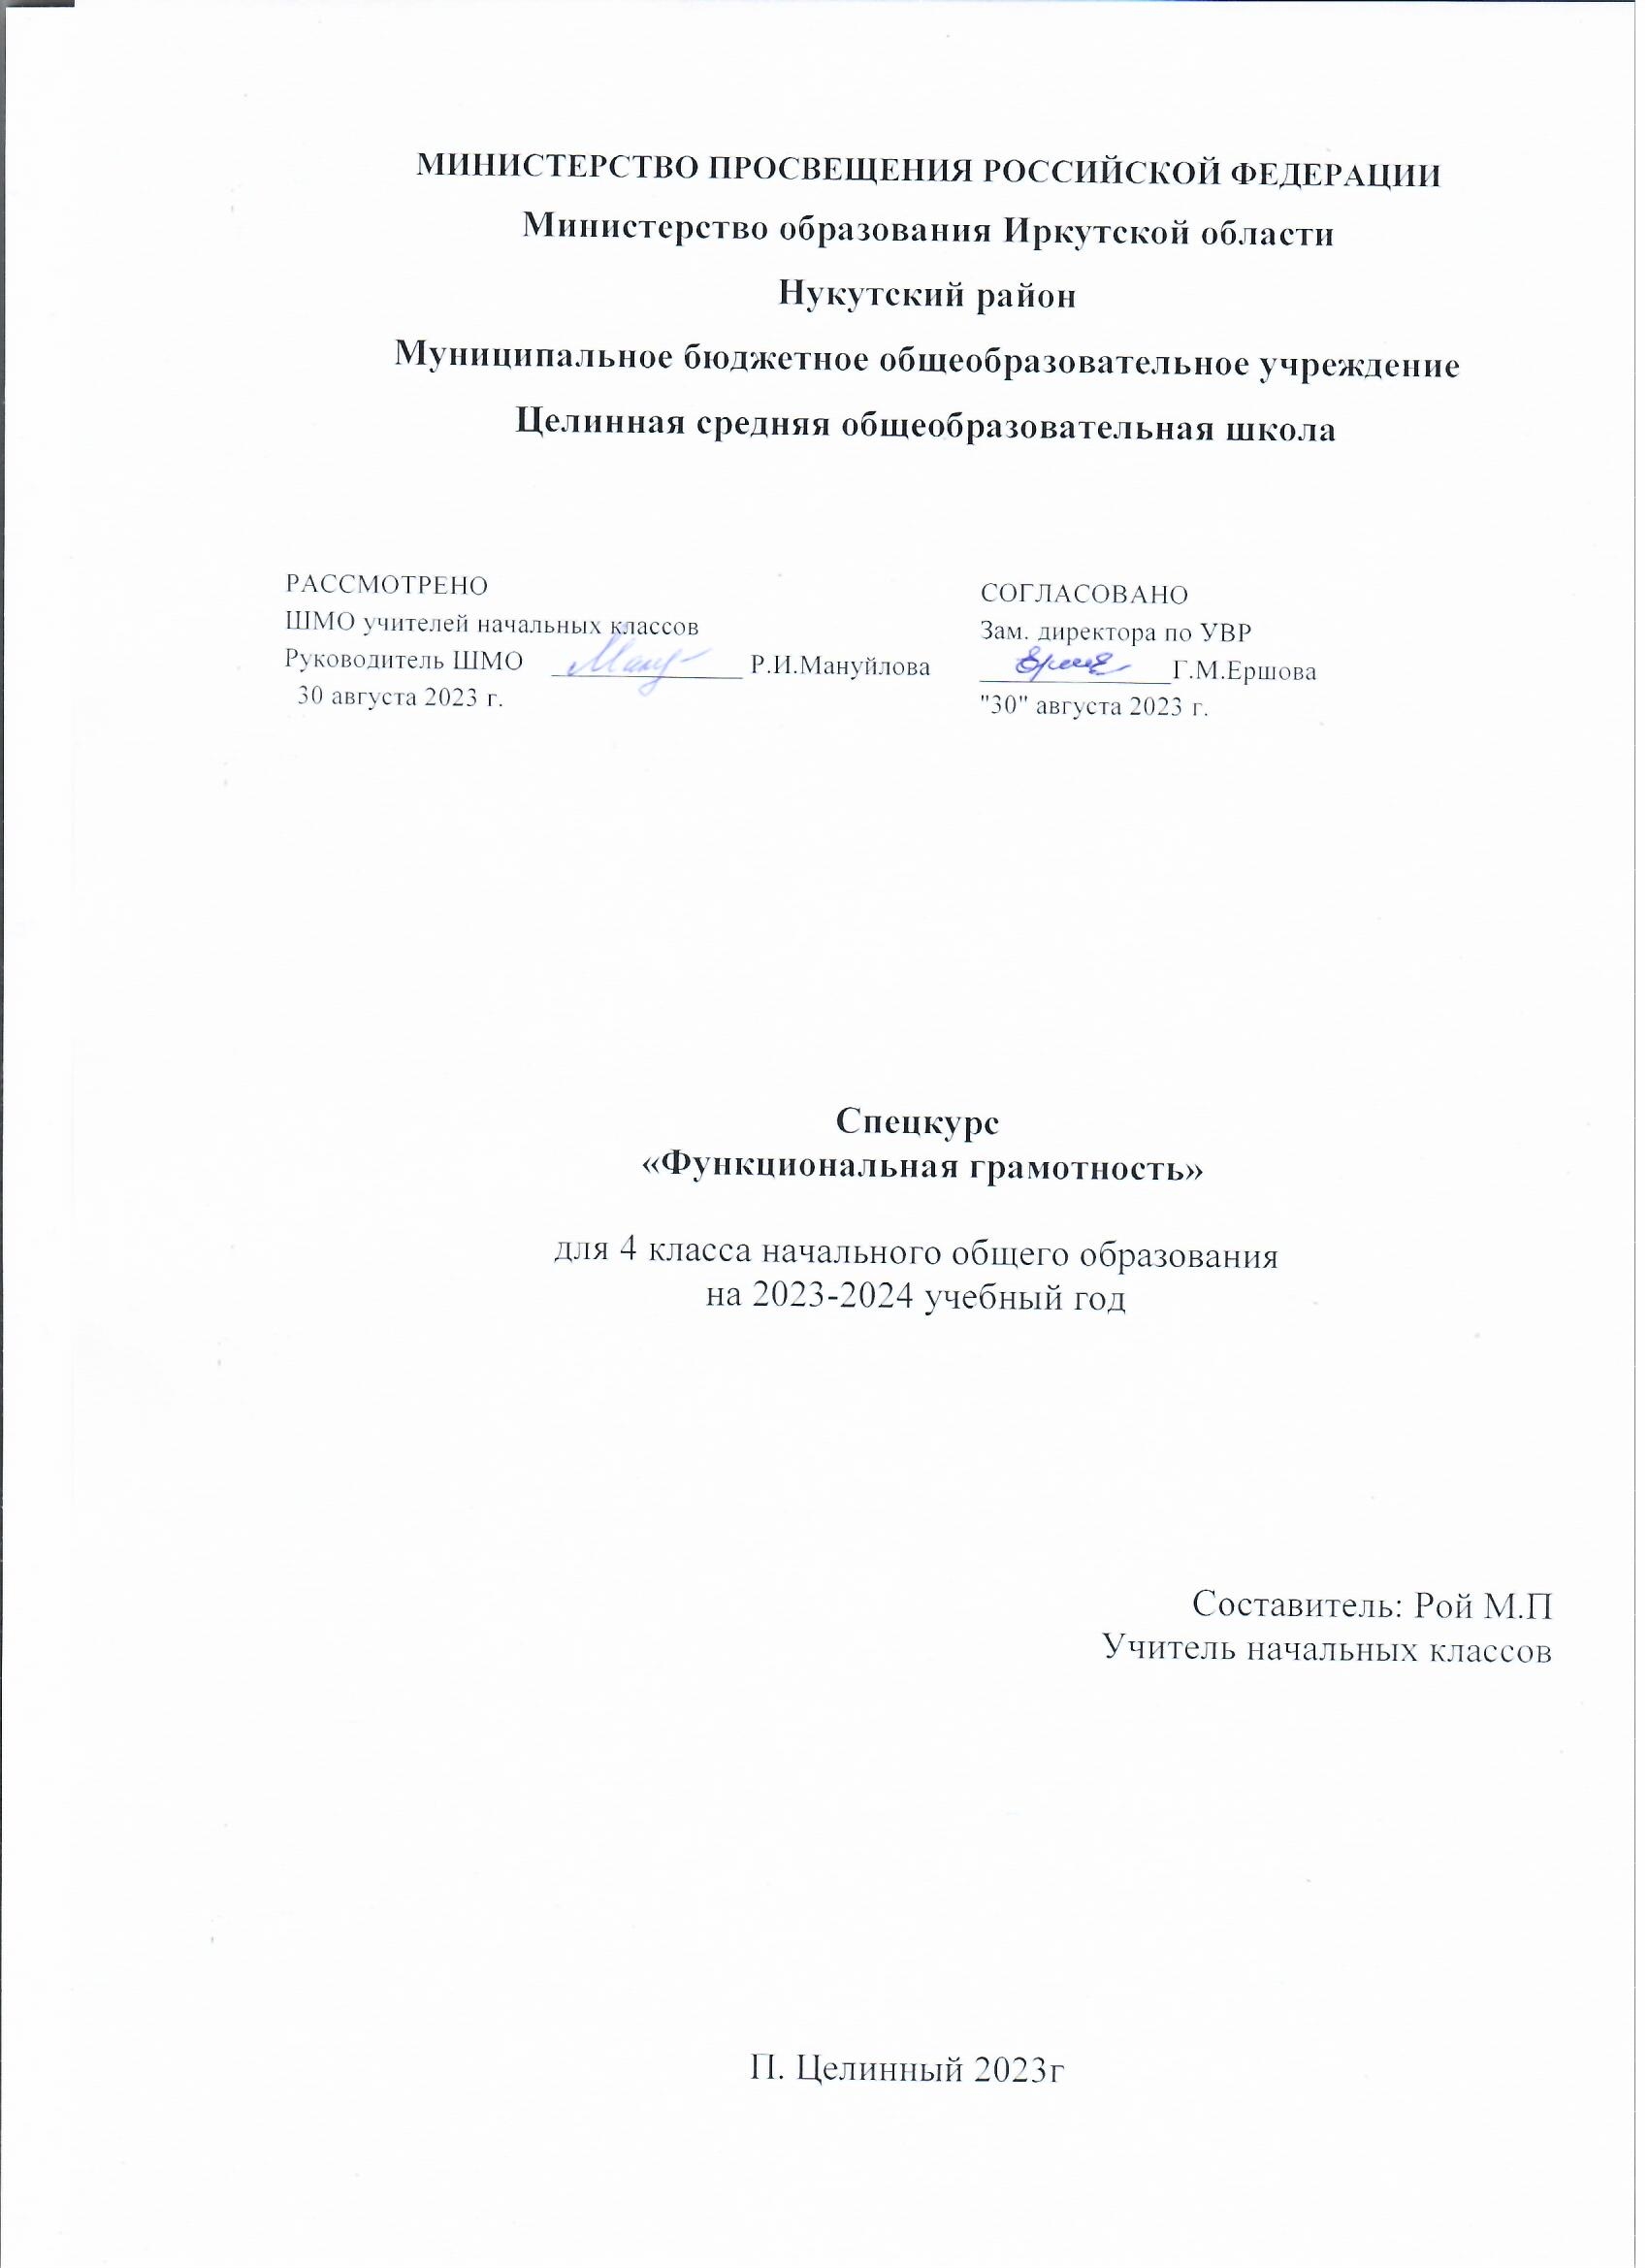 МИНИСТЕРСТВО ПРОСВЕЩЕНИЯ РОССИЙСКОЙ ФЕДЕРАЦИИ
Министерство образования Иркутской области
Нукутский район
Муниципальное бюджетное общеобразовательное учреждение
Целинная средняя общеобразовательная школа
РАССМОТРЕНО
ШМО учителей начальных классов
Руководитель ШМО ______________ Р.И.Мануйлова
30 августа 2023 г.
СОГЛАСОВАНО
Зам. директора по УВР
______________Г.М.Ершова
"30" августа 2023 г.
Спецкурс
«Функциональная грамотность»
для 4 класса начального общего образования
на 2023-2024 учебный год
Составитель: Рой М.П
Учитель начальных классов
П. Целинный 2023г